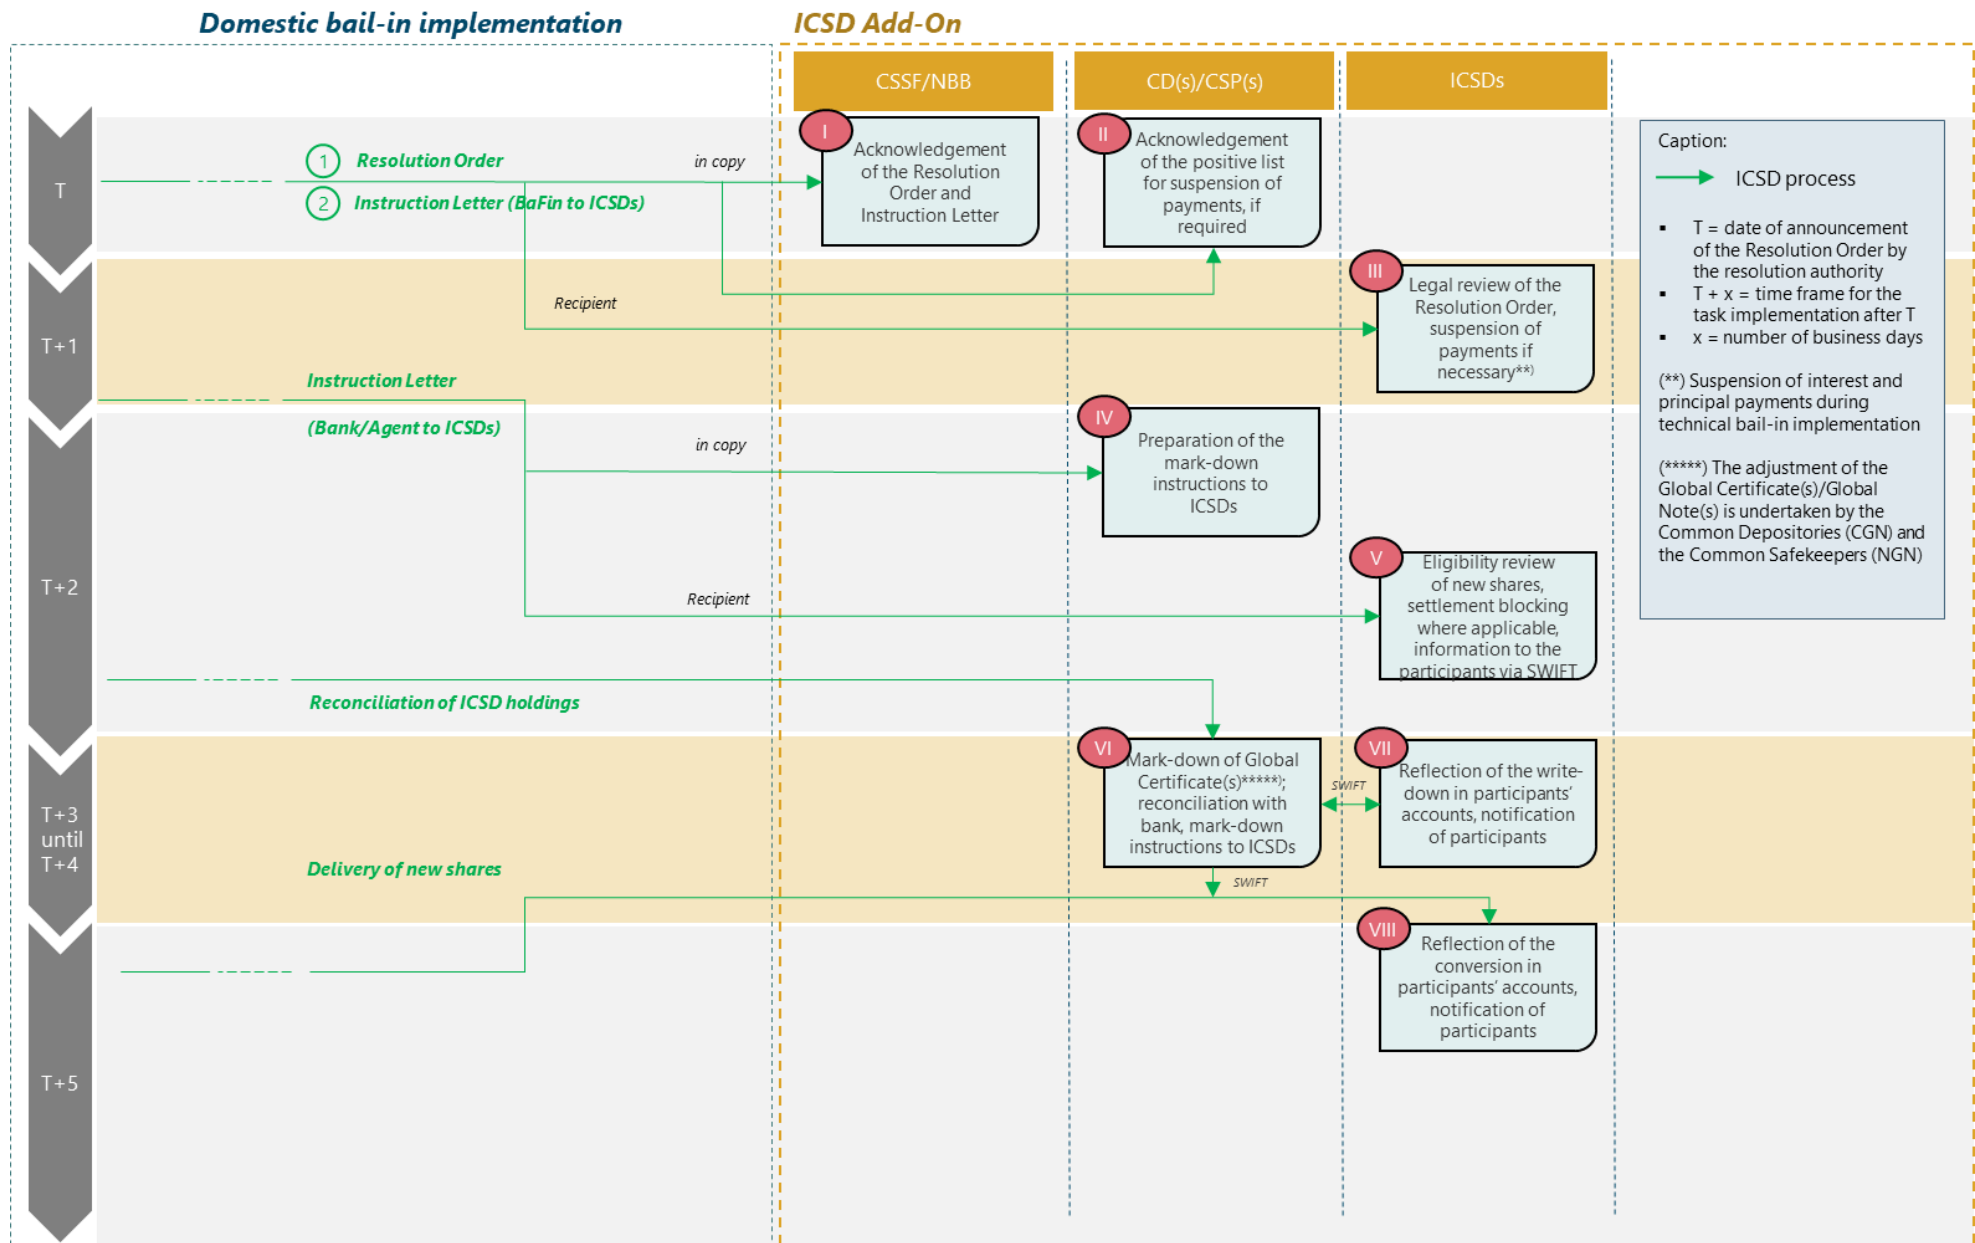 Domestic bail-in implementation
ICSD Add-On
CSSF/NBB
CD(s)/CSP(s)
ICSDs
T
1
Resolution Order
2
Instruction Letter (BaFin to ICSDs)
in copy
I
Acknowledgement
of the Resolution
Order and
Instruction Letter
II
Acknowledgement
of the positive list
for suspension of
payments, if
required
T+1
Recipient
III
Legal review of the
Resolution Order,
suspension of
payments if
necessary**)
Instruction Letter
(Bank/Agent to ICSDs)
T+2
in copy
IV
Preparation of the
mark-down
instructions to
ICSDs
Recipient
V
Eligibility review
of new shares,
settlement blocking
where applicable,
information to the
participants via SWIFT
Reconciliation of ICSD holdings
T+3
until
T+4
VI
Mark-down of Global
Certificate(s)*****);
reconciliation with
bank, mark-down
instructions to ICSDs
SWIFT
VII
Reflection of the write-
down in participants’
accounts, notification
of participants
Delivery of new shares
SWIFT
T+5
VIII
Reflection of the
conversion in
participants’ accounts,
notification of
participants
Caption:
ICSD process
▪ T = date of announcement
of the Resolution Order by
the resolution authority
▪ T + x = time frame for the
task implementation after T
▪ x = number of business days
(**) Suspension of interest and
principal payments during
technical bail-in implementation
(*****) The adjustment of the
Global Certificate(s)/Global
Note(s) is undertaken by the
Common Depositories (CGN) and
the Common Safekeepers (NGN)